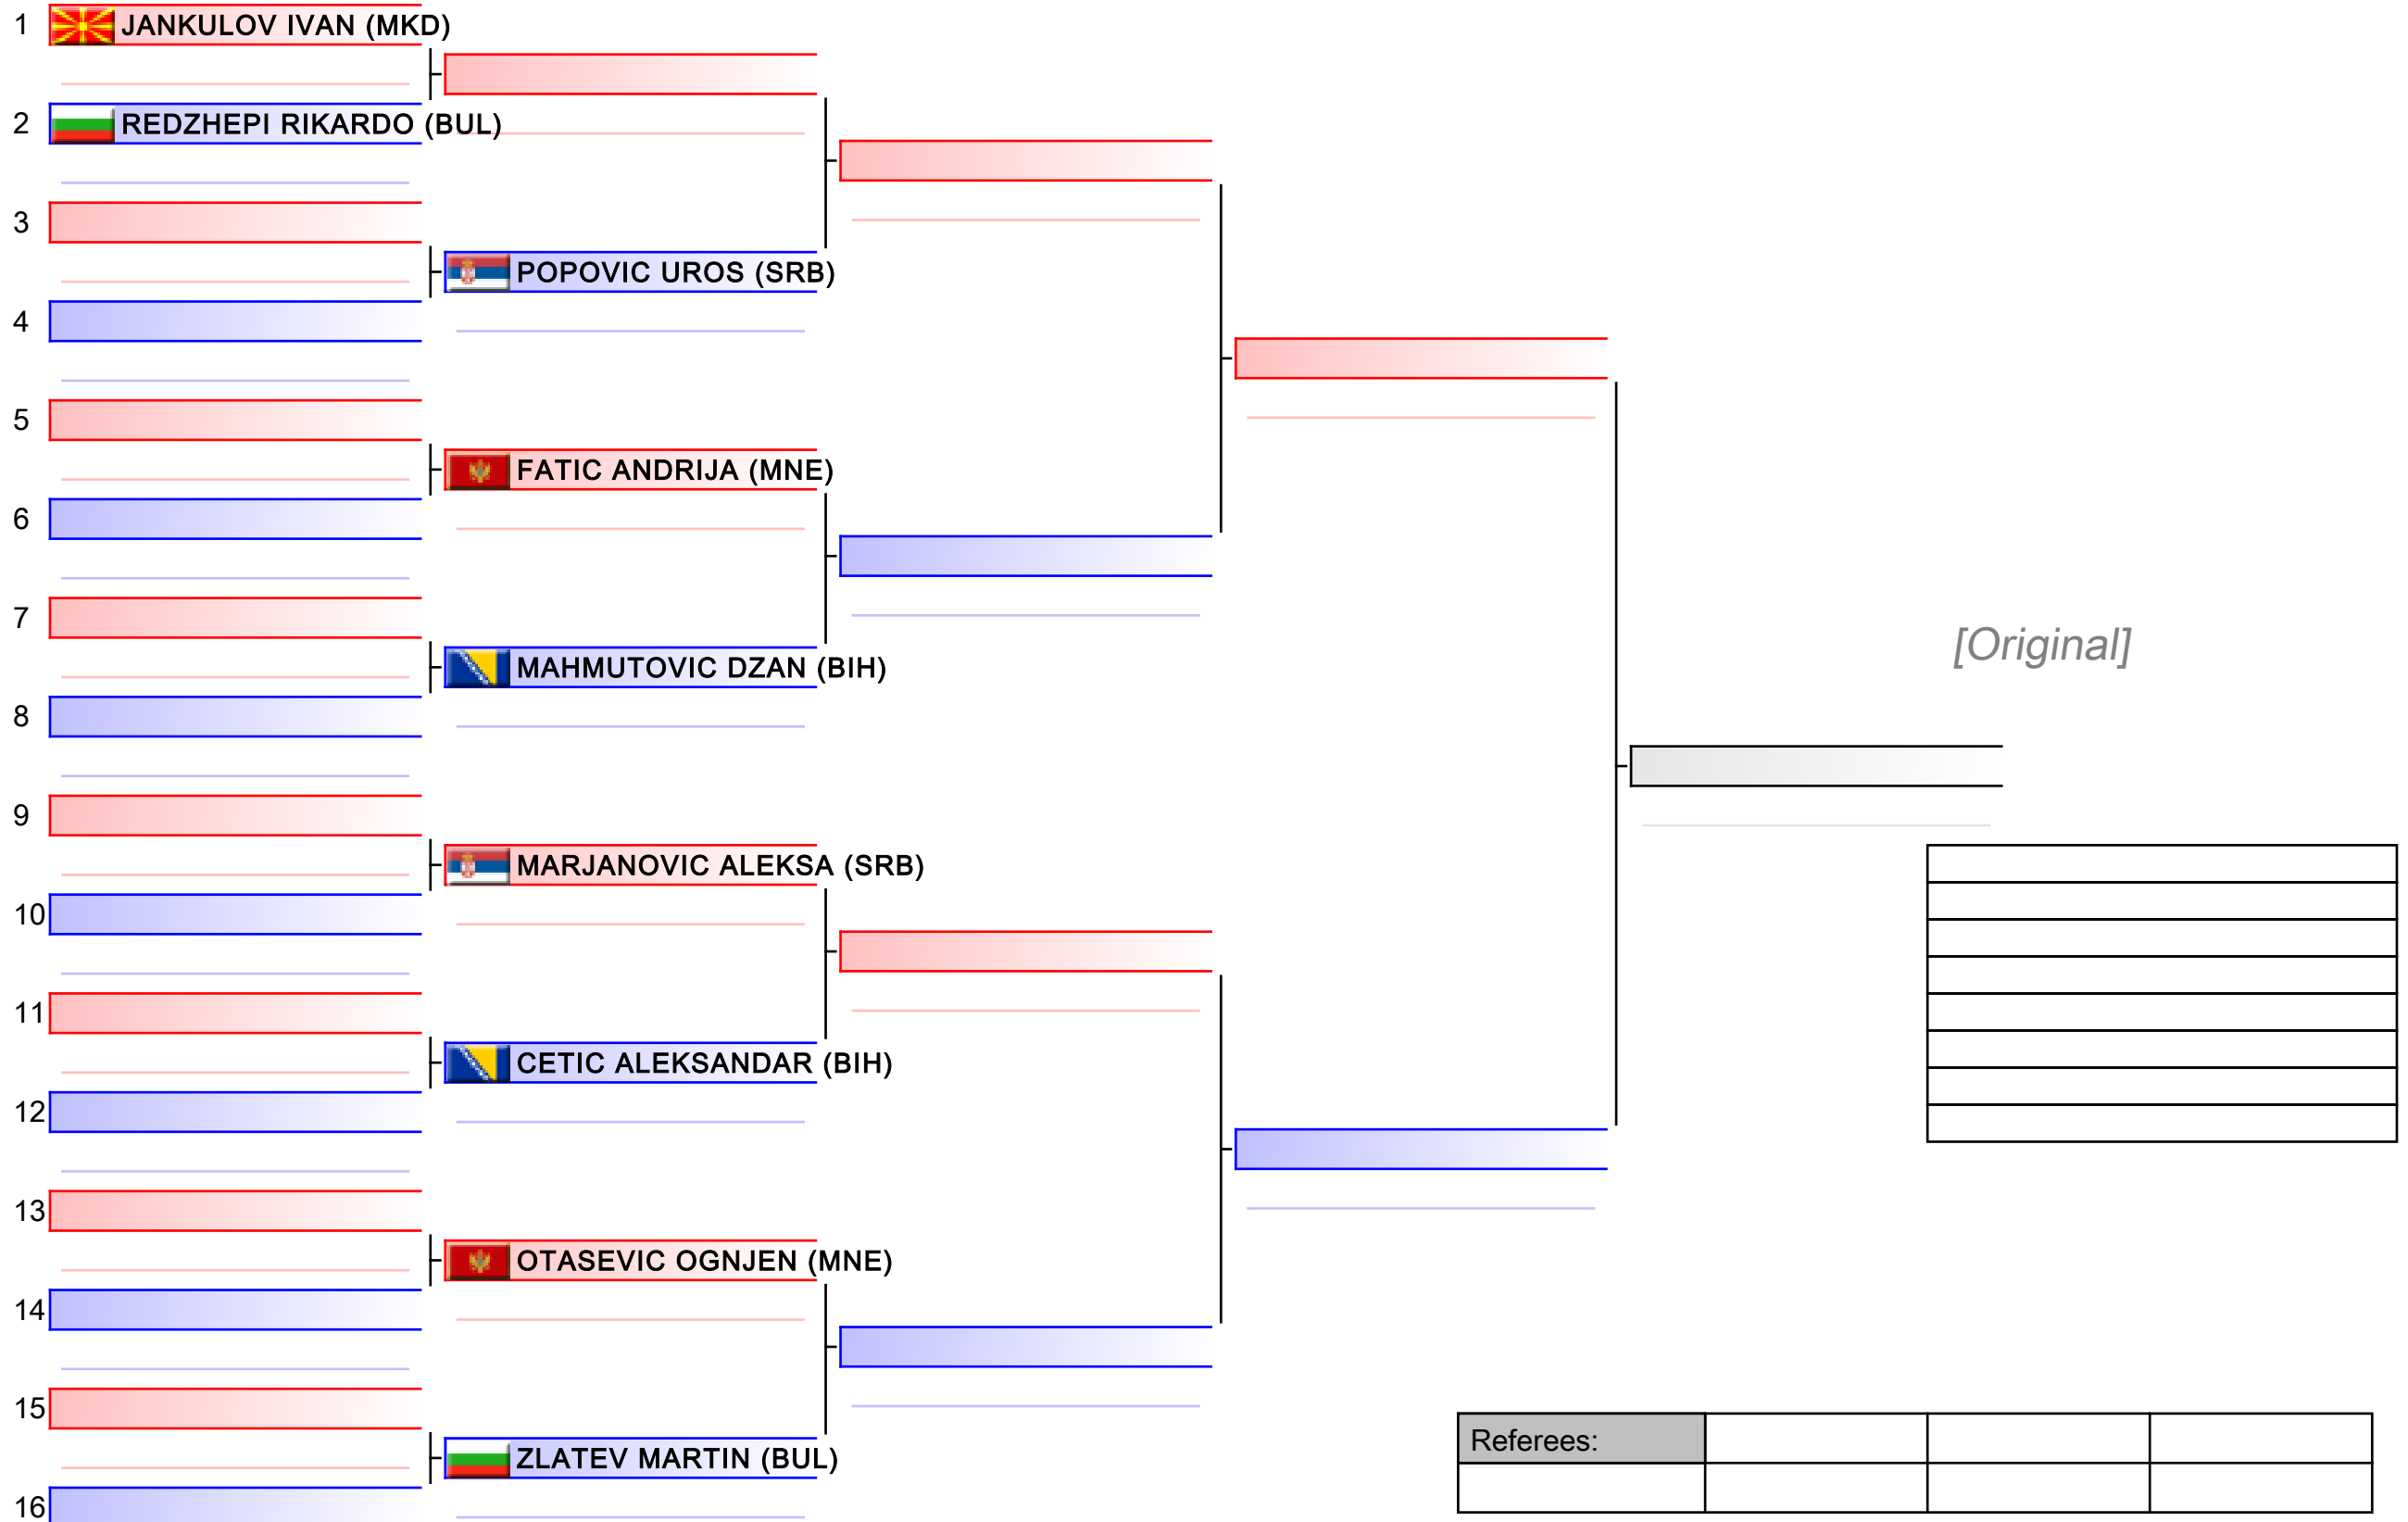 1 JANKULOV IVAN (MKD)
2 REDZHEPI RIKARDO (BUL)
3
POPOVIC UROS (SRB)
4
5
FATIC ANDRIJA (MNE)
6
7
[Original]
MAHMUTOVIC DZAN (BIH)
8
9
MARJANOVIC ALEKSA (SRB)
10
11
CETIC ALEKSANDAR (BIH)
12
13
OTASEVIC OGNJEN (MNE)
14
15
Referees:
ZLATEV MARTIN (BUL)
16